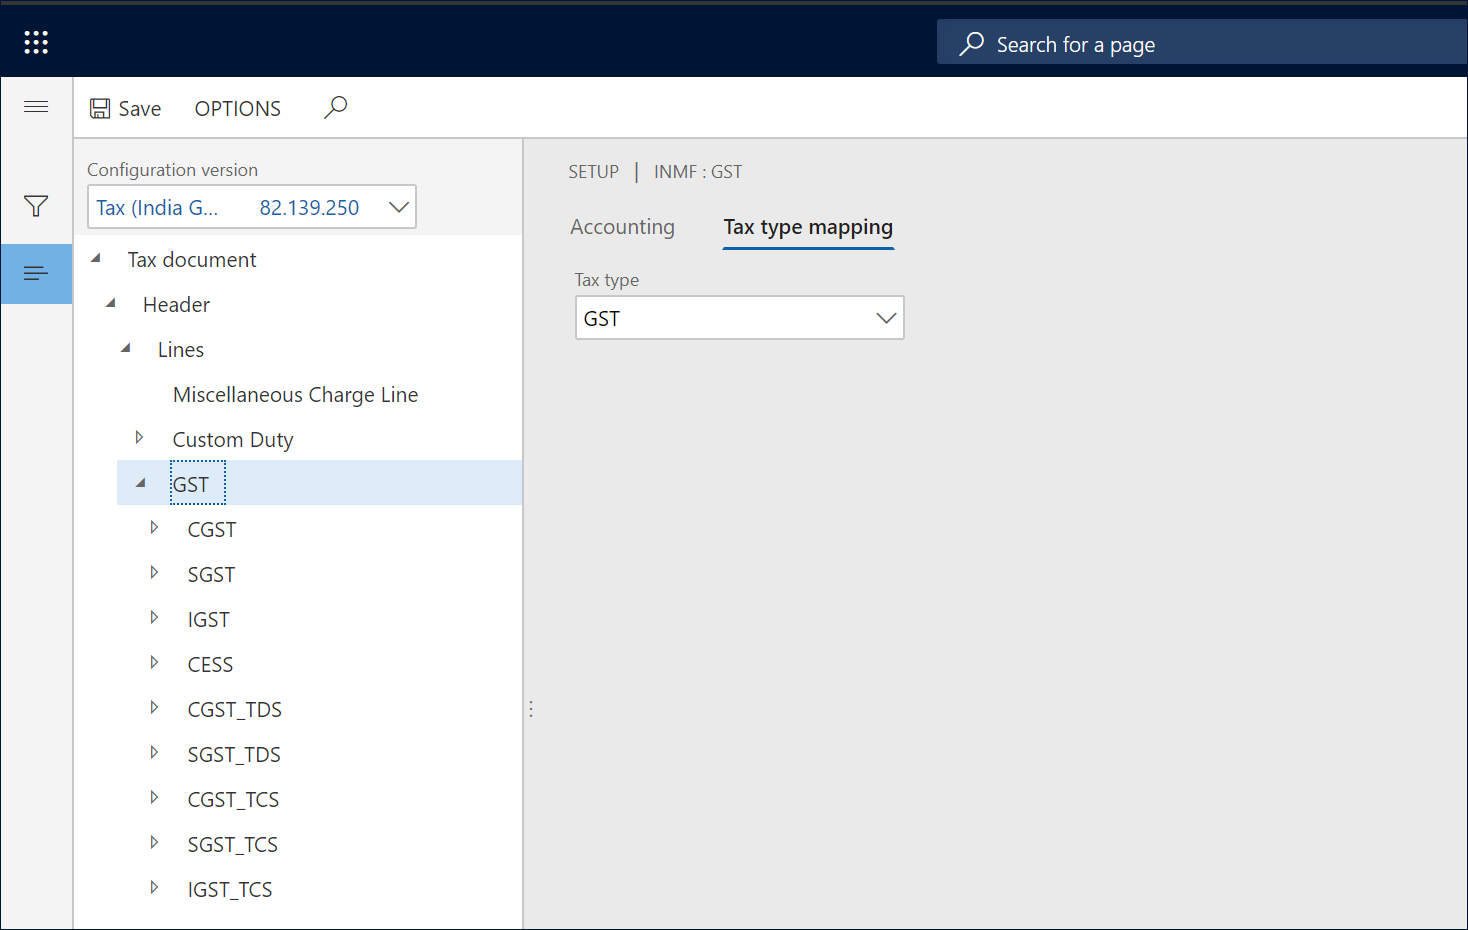 Search for a page
Save OPTIONS
Configuration version
Tax (India G... 82.139.250
Tax document
Header
Lines
Miscellaneous Charge Line
Custom Duty
GST
CGST
SGST
IGST
CESS
CGST_TDS
SGST_TDS
CGST_TCS
SGST_TCS
IGST_TCS
SETUP | INMF : GST
Accounting Tax type mapping
Tax type
GST